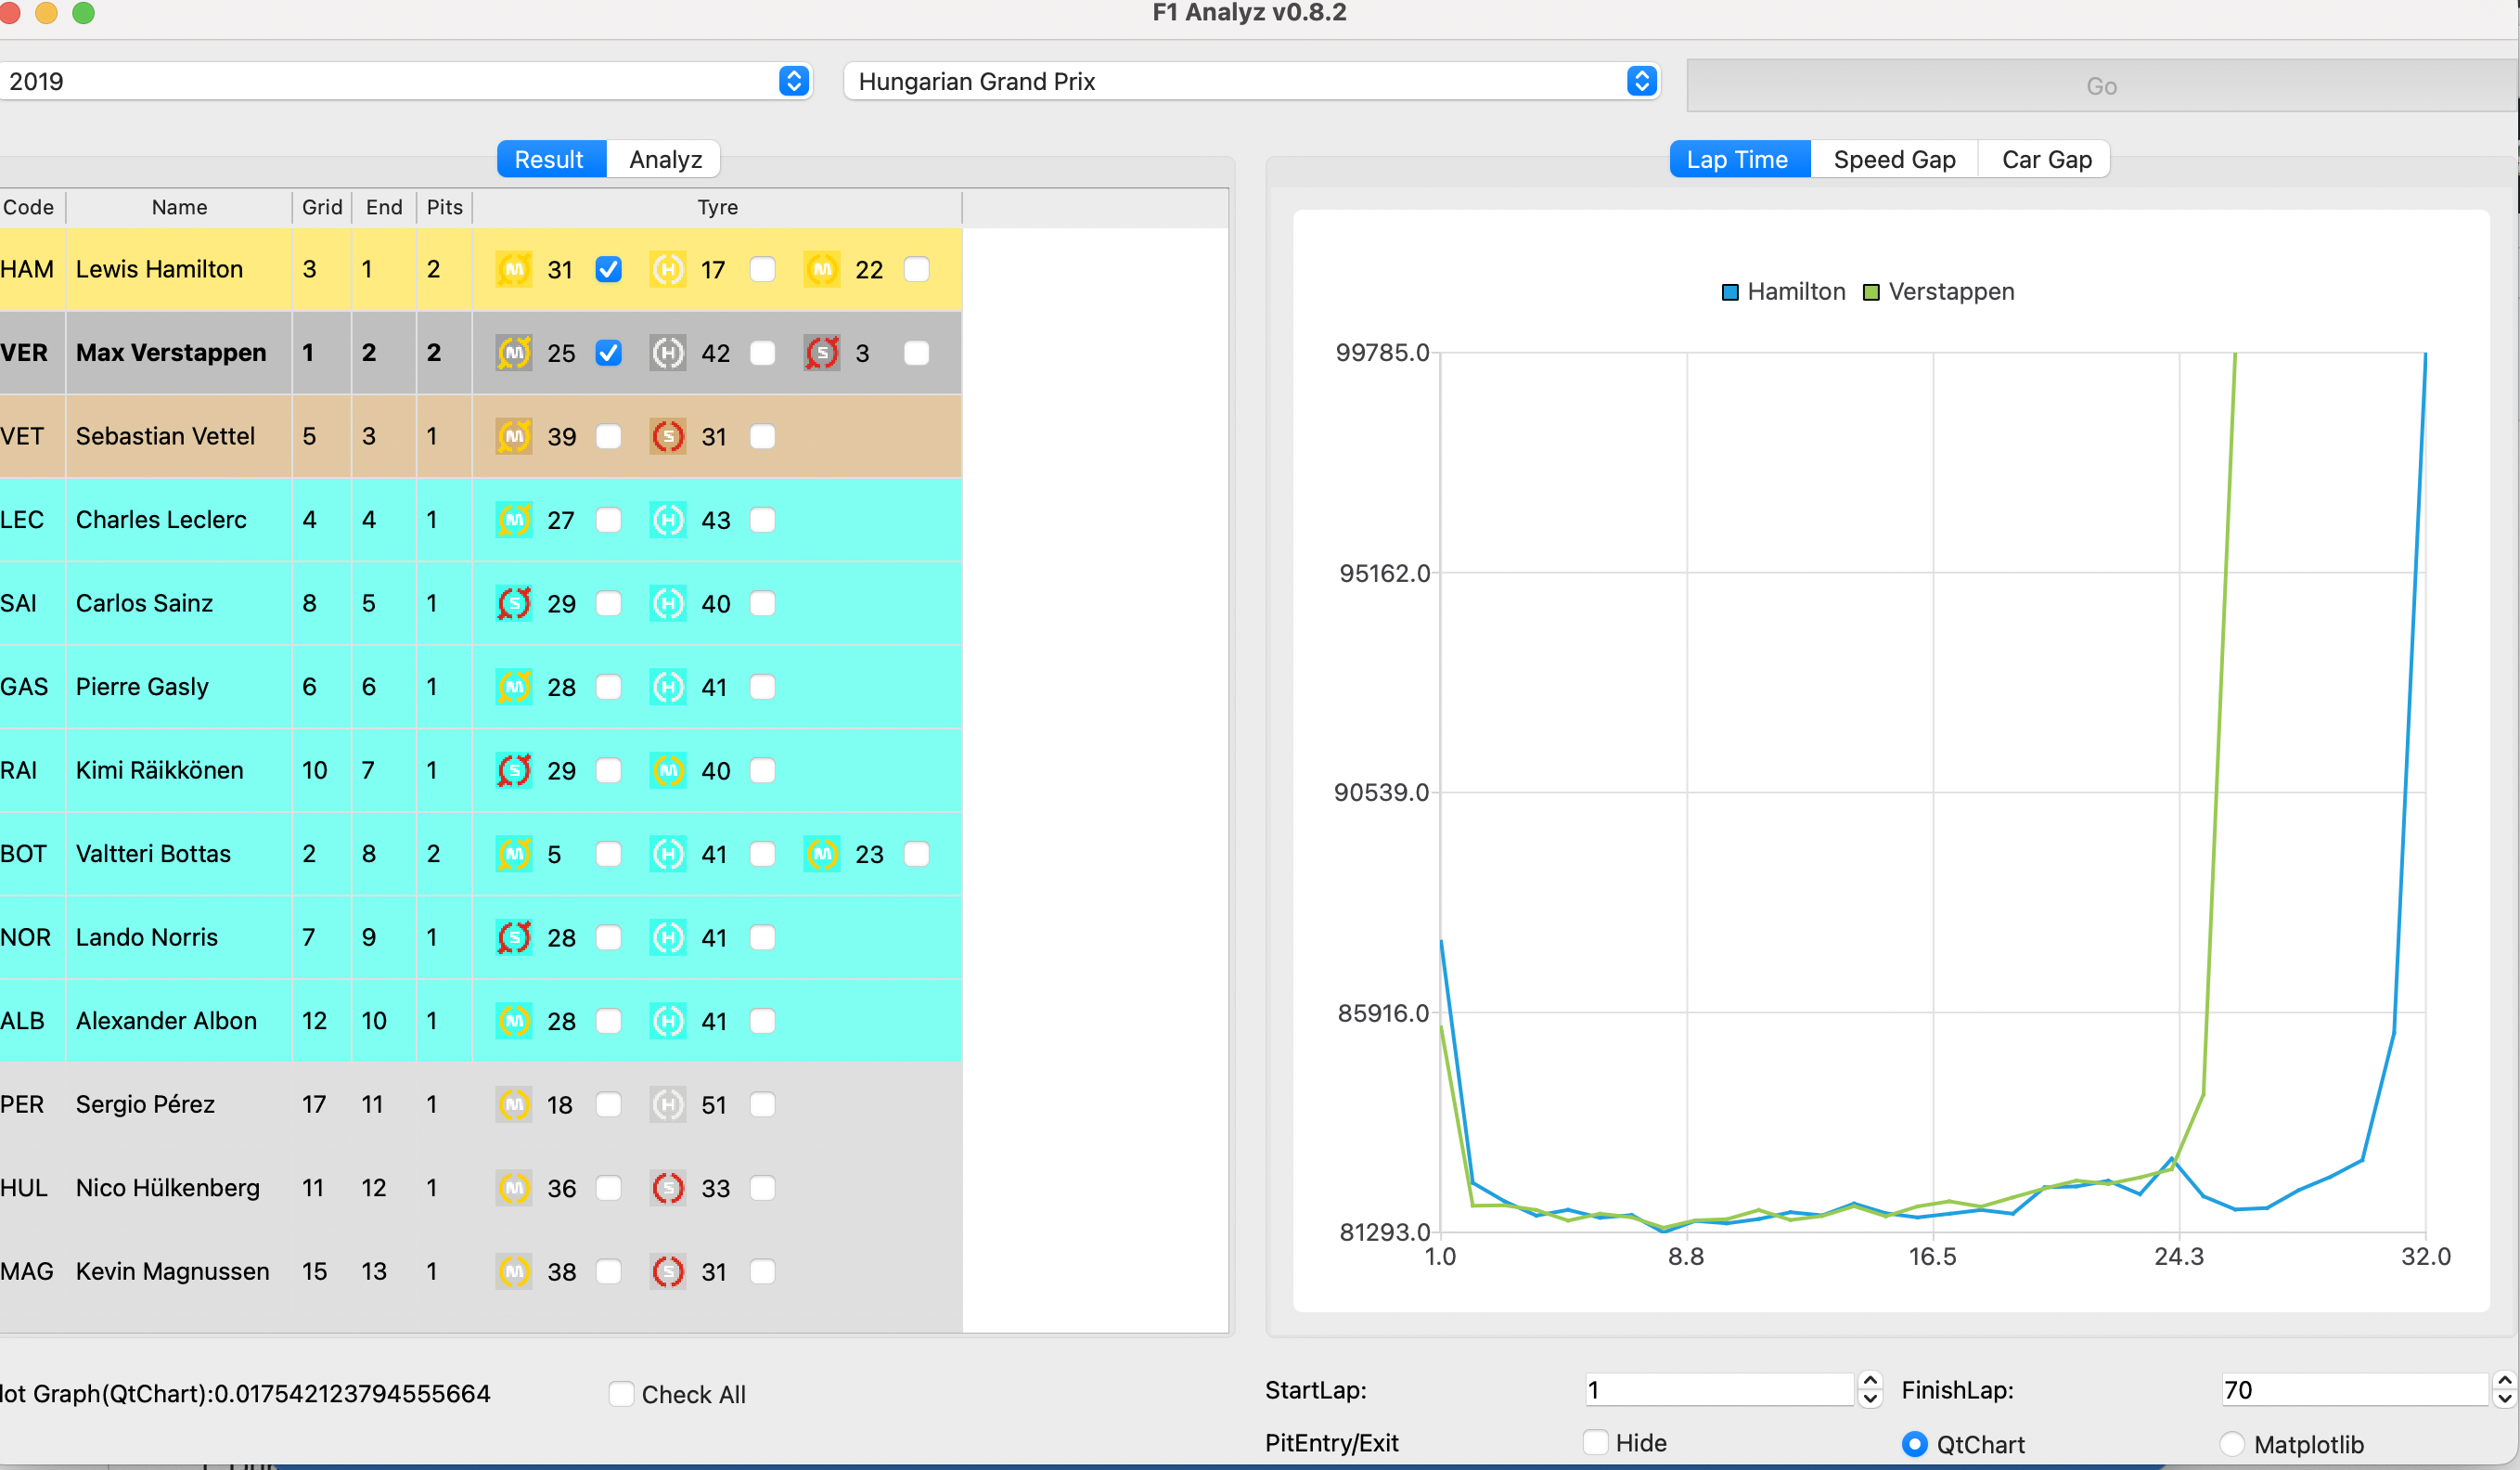 F1 Analyz v0.8.2
2019 Hungarian Grand Prix Go
Result Analyz Lap Time Speed Gap Car Gap
Code Name Grid End Pits Tyre
HAM Lewis Hamilton 3 1 2 M 31 H 17 M 22
VER Max Verstappen 1 2 2 M 25 H 42 S 3
VET Sebastian Vettel 5 3 1 M 39 S 31
LEC Charles Leclerc 4 4 1 M 27 H 43
SAI Carlos Sainz 8 5 1 S 29 H 40
GAS Pierre Gasly 6 6 1 M 28 H 41
RAI Kimi Räikkönen 10 7 1 S 29 M 40
BOT Valtteri Bottas 2 8 2 M 5 H 41 M 23
NOR Lando Norris 7 9 1 S 28 H 41
ALB Alexander Albon 12 10 1 M 28 H 41
PER Sergio Pérez 17 11 1 M 18 H 51
HUL Nico Hülkenberg 11 12 1 M 36 S 33
MAG Kevin Magnussen 15 13 1 M 38 S 31
Hamilton Verstappen
99785.0
95162.0
90539.0
85916.0
81293.0
1.0 8.8 16.5 24.3 32.0
lot Graph(QtChart):0.017542123794555664 Check All
StartLap: 1 FinishLap: 70
PitEntry/Exit Hide QtChart Matplotlib